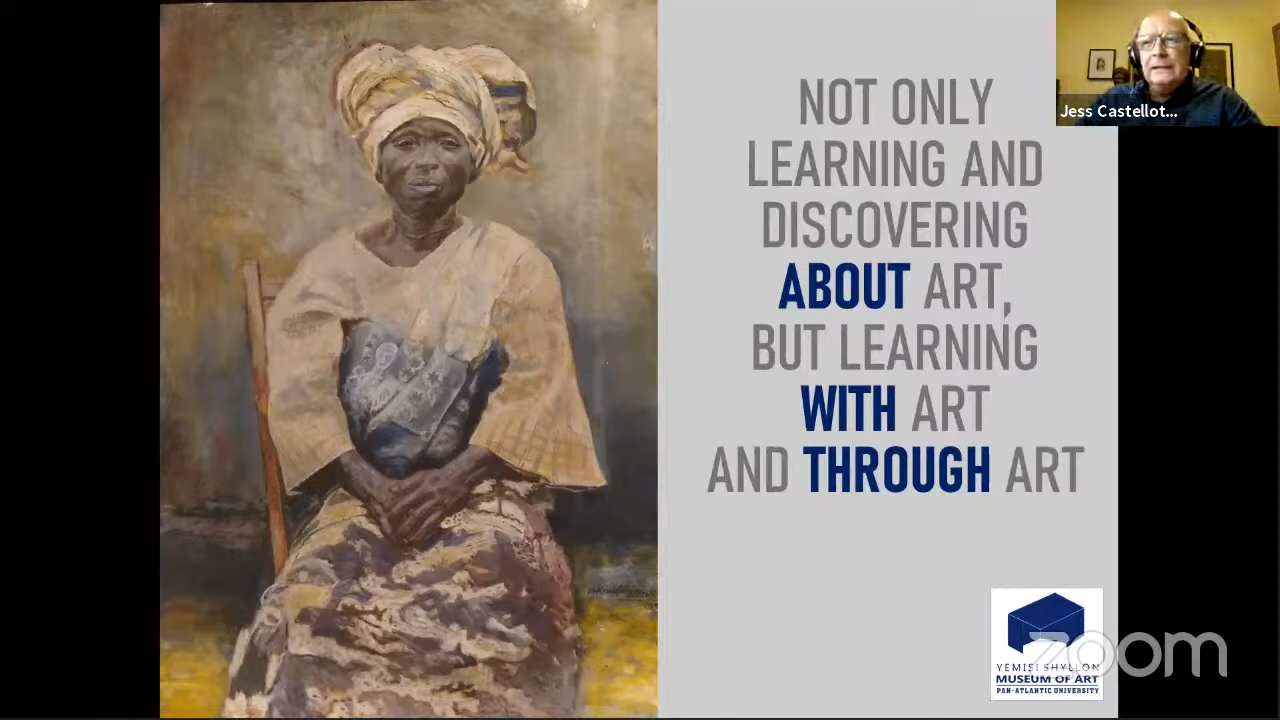 NOT ONLY
LEARNING AND
DISCOVERING
ABOUT ART,
BUT LEARNING
WITH ART
AND THROUGH ART
Jess Castellot...
YEMISI SHYLLON
MUSEUM OF ART
PAN-ATLANTIC UNIVERSITY
zoom